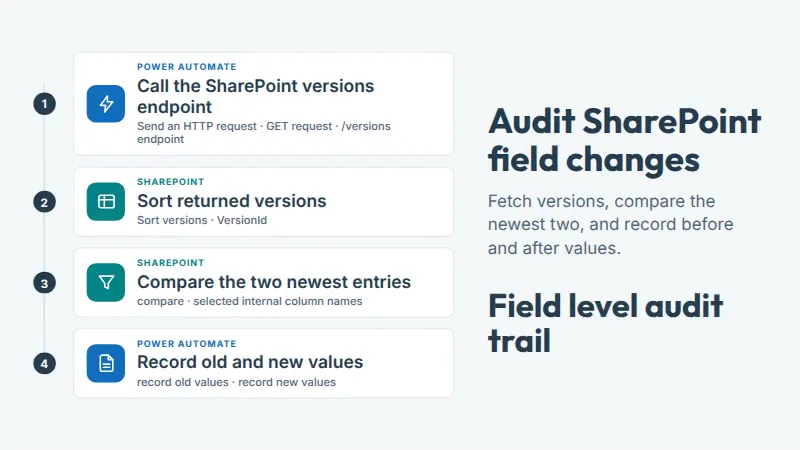 1
POWER AUTOMATE
Call the SharePoint versions
endpoint
Send an HTTP request · GET request · /versions
endpoint
2
SHAREPOINT
Sort returned versions
Sort versions · VersionId
3
SHAREPOINT
Compare the two newest entries
compare · selected internal column names
4
POWER AUTOMATE
Record old and new values
record old values · record new values
Audit SharePoint
field changes
Fetch versions, compare the
newest two, and record before
and after values.
Field level audit
trail